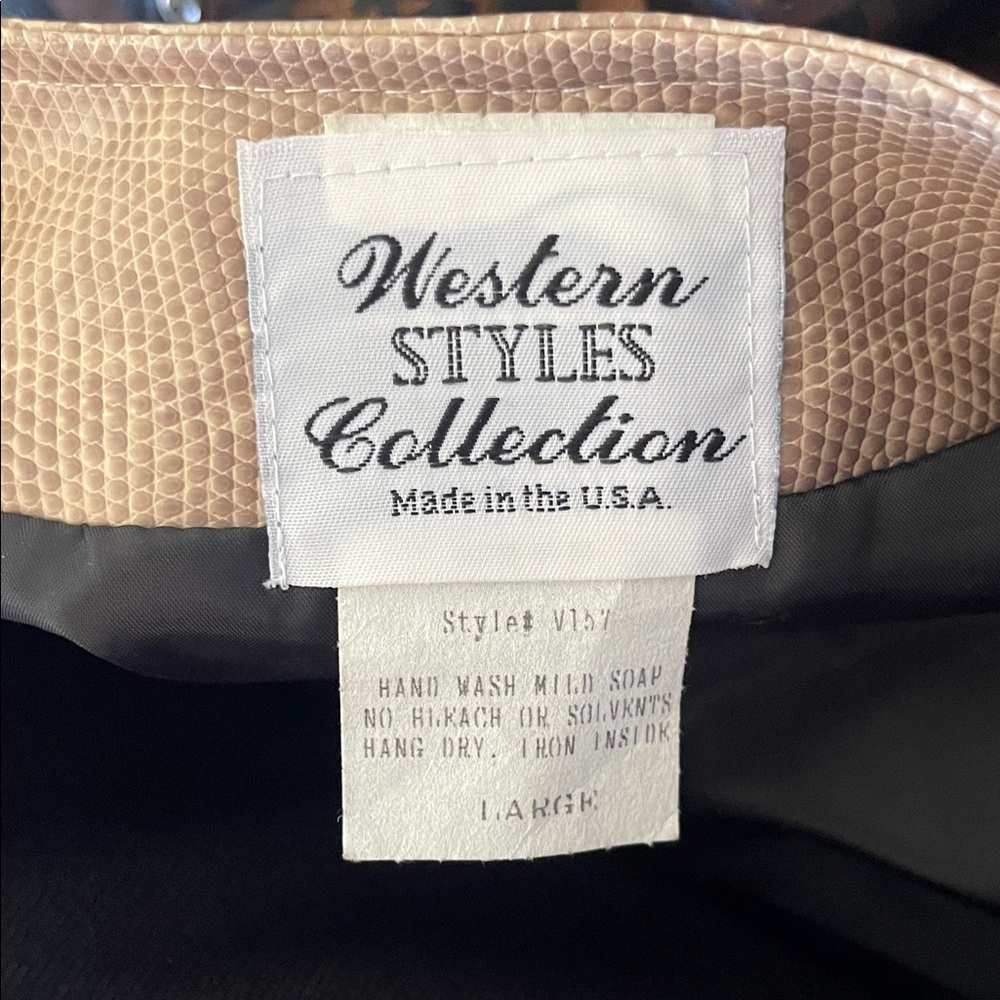 Western
STYLES
Collection
Made in the U.S.A.
Style# V157
HAND WASH MILD SOAP
NO BLEACH OR SOLVENTS
HANG DRY. IRON INSIDE
LARGE